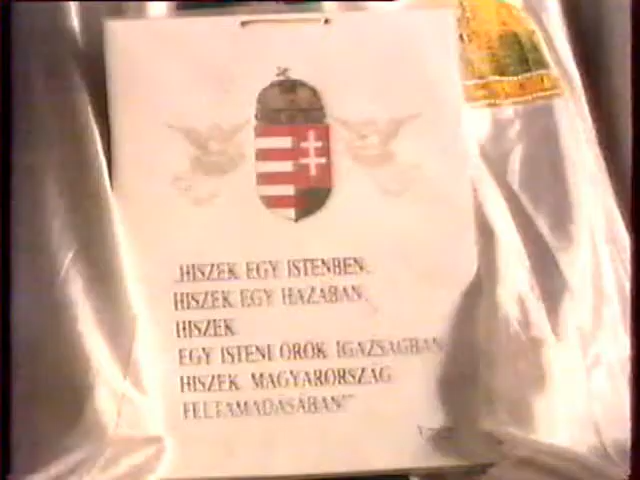 „HISZEK EGY ISTENBEN,
HISZEK EGY HAZÁBAN,
HISZEK
EGY ISTENI ÖRÖK IGAZSÁGBAN
HISZEK MAGYARORSZÁG
FELTÁMADÁSÁBAN!"